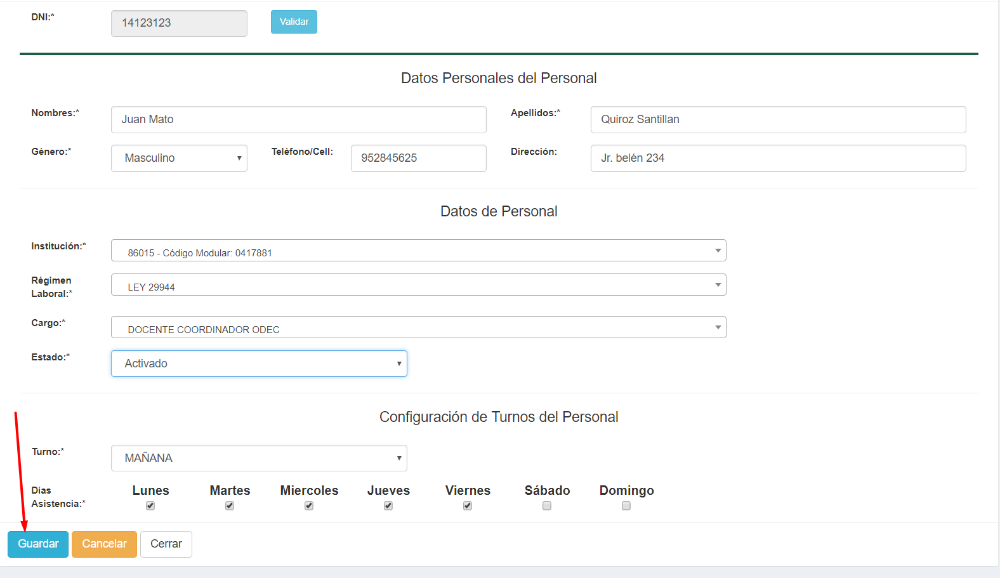 DNI:* 14123123 Validar
Datos Personales del Personal
Nombres:* Juan Mato Apellidos:* Quiroz Santillan
Género:* Masculino Teléfono/Cell: 952845625 Dirección: Jr. belén 234
Datos de Personal
Institución:* 86015 - Código Modular: 0417881
Régimen
Laboral:* LEY 29944
Cargo:* DOCENTE COORDINADOR ODEC
Estado:* Activado
Configuración de Turnos del Personal
Turno:* MAÑANA
Días
Asistencia:* Lunes Martes Miercoles Jueves Viernes Sábado Domingo
Guardar Cancelar Cerrar